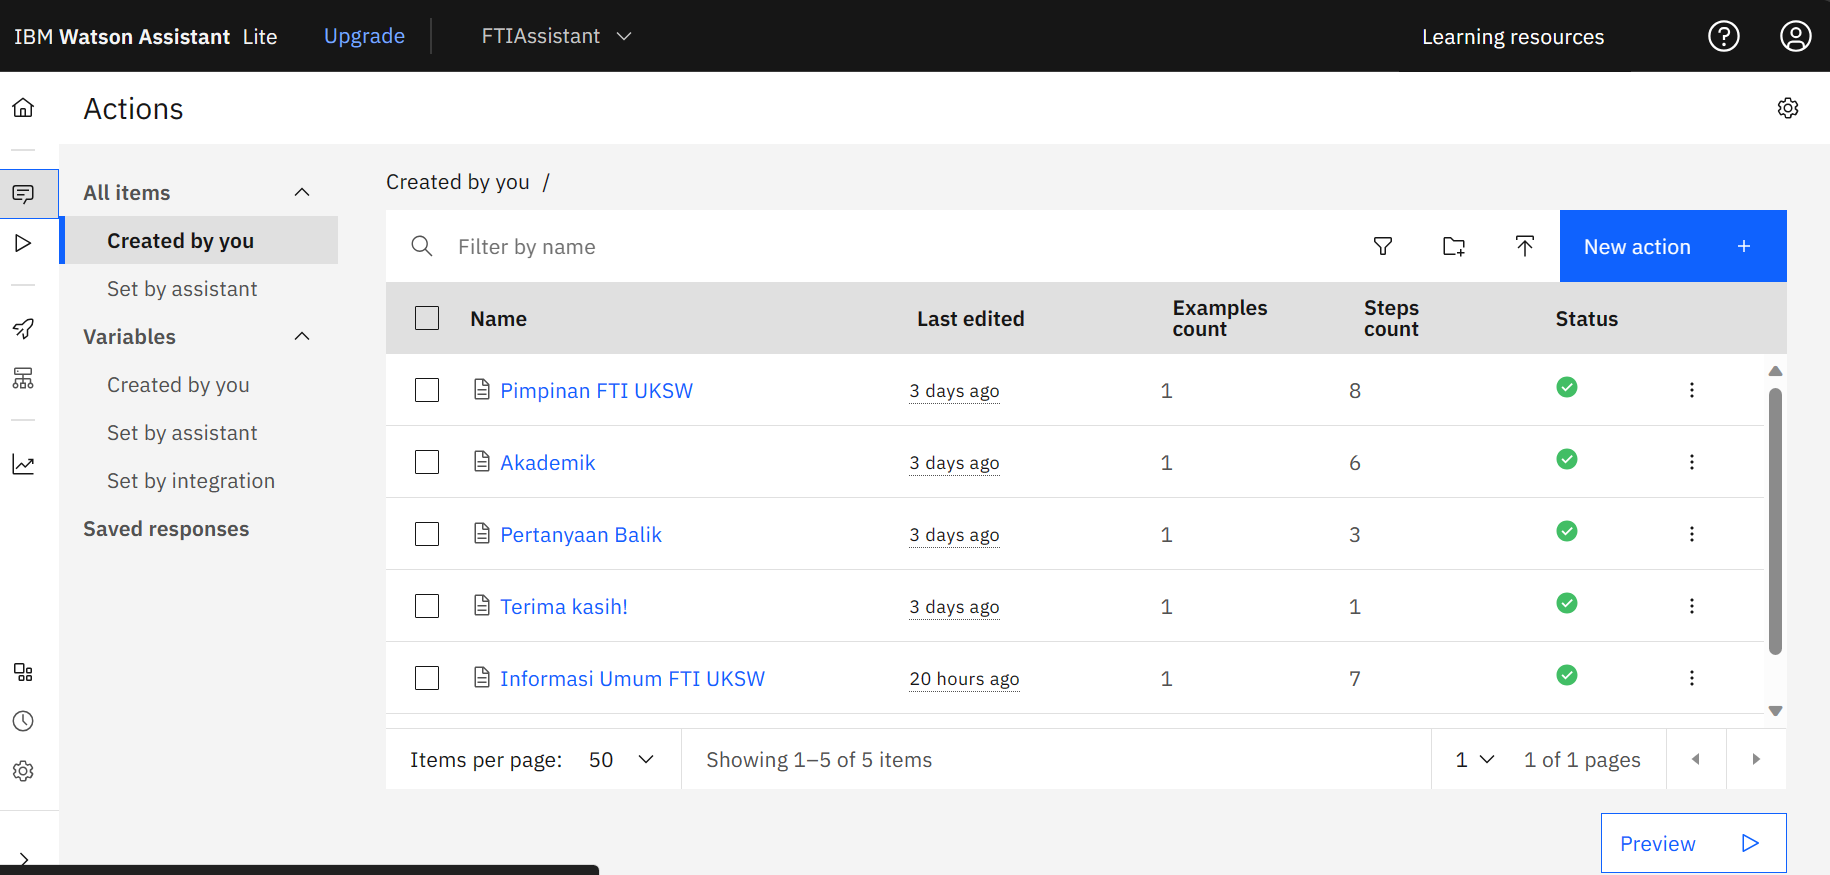 IBM Watson Assistant Lite Upgrade FTIAssistant Learning resources
Actions
All items
Created by you
Set by assistant
Variables
Created by you
Set by assistant
Set by integration
Saved responses
Created by you /
Filter by name
New action +
Name Last edited Examples count Steps count Status
Pimpinan FTI UKSW 3 days ago 1 8
Akademik 3 days ago 1 6
Pertanyaan Balik 3 days ago 1 3
Terima kasih! 3 days ago 1 1
Informasi Umum FTI UKSW 20 hours ago 1 7
Items per page: 50 Showing 1–5 of 5 items 1 1 of 1 pages
Preview